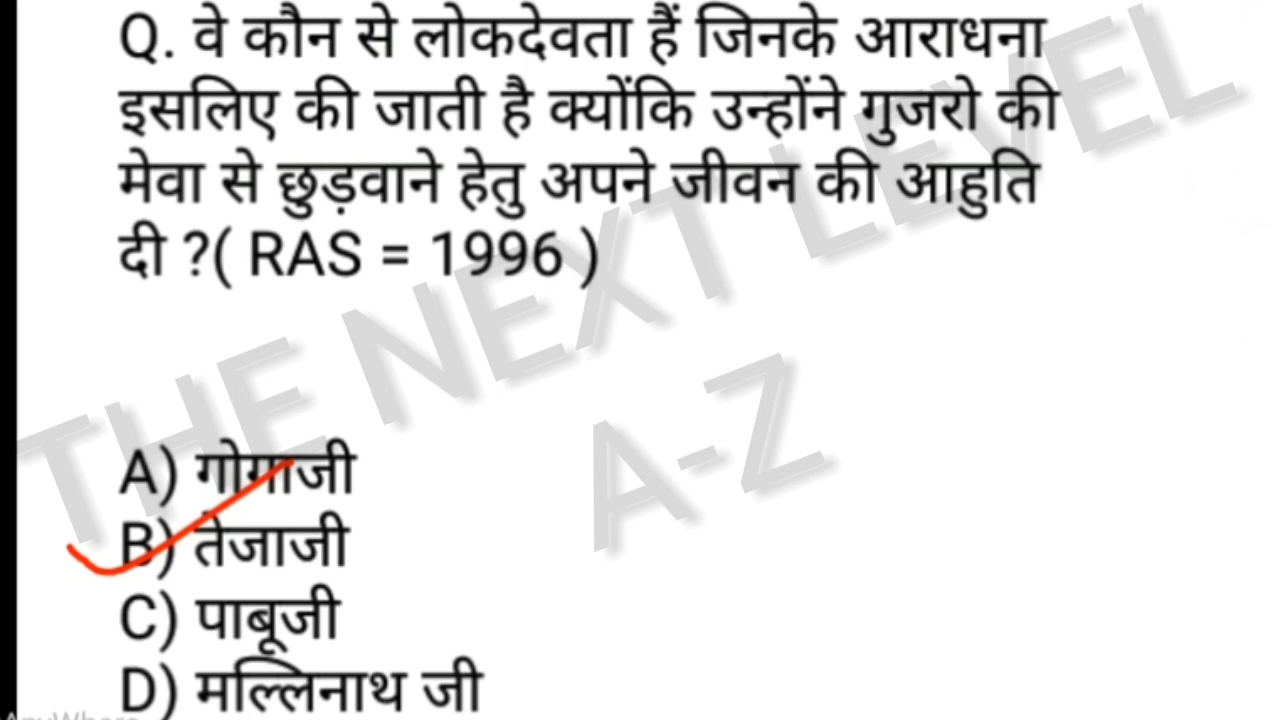 Q. वे कौन से लोकदेवता हैं जिनके आराधना
इसलिए की जाती है क्योंकि उन्होंने गुजरो की
मेवा से छुड़वाने हेतु अपने जीवन की आहुति
दी ?( RAS = 1996 )
THE NEXT LEVEL
A-Z
A) गोगाजी
B) तेजाजी
C) पाबूजी
D) मल्लिनाथ जी